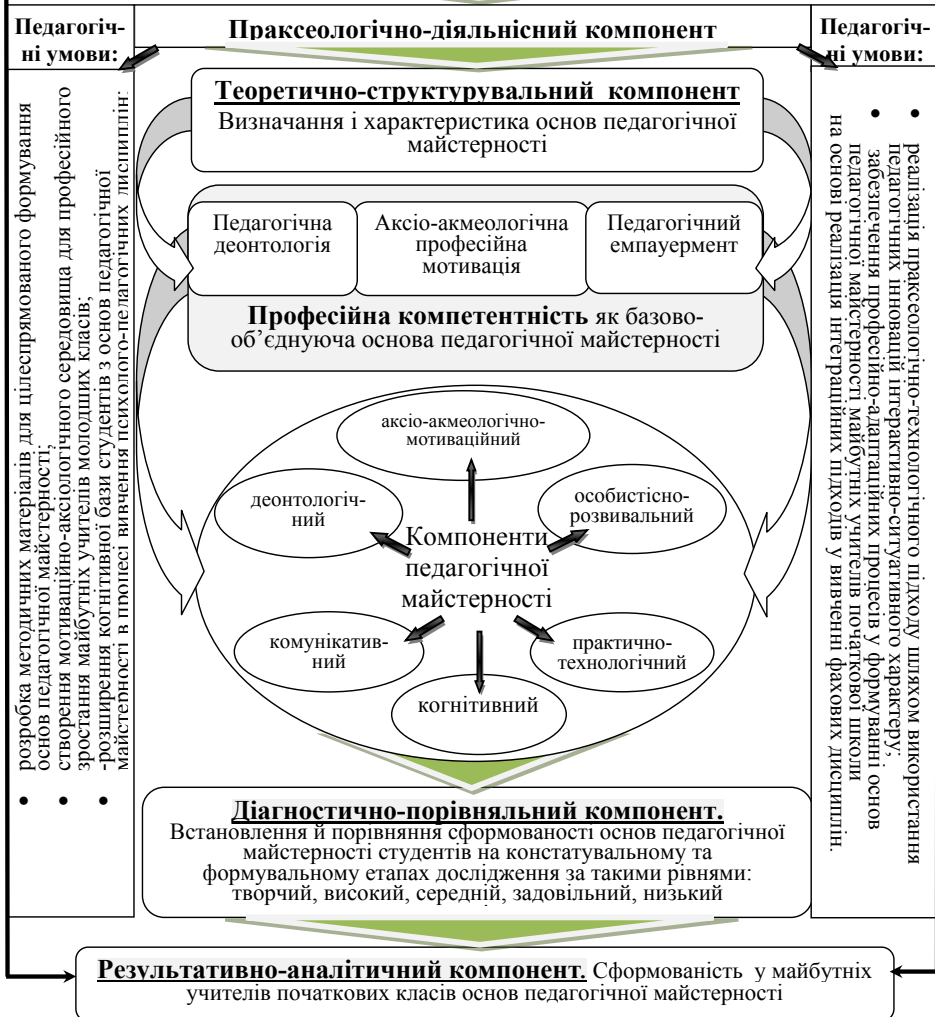 Педагогіч-
ні умови:
Праксеологічно-діяльнісний компонент
Педагогіч-
ні умови:
Теоретично-структурувальний компонент
Визначання і характеристика основ педагогічної
майстерності
Педагогічна
деонтологія
Аксіо-акмеологічна
професійна
мотивація
Педагогічний
емпауермент
Професійна компетентність як базово-
об’єднуюча основа педагогічної майстерності
• розробка методичних матеріалів для цілеспрямованого формування
основ педагогічної майстерності;
• створення мотиваційно-аксіологічного середовища для професійного
зростання майбутніх учителів молодших класів;
• -розширення когнітивної бази студентів з основ педагогічної
майстерності в процесі вивчення психолого-педагогічних дисциплін:
аксіо-акмеологічно-
мотиваційний
деонтологіч-
ний
особистісно-
розвивальний
Компоненти
педагогічної
майстерності
комунікатив-
ний
практично-
технологічний
когнітивний
• реалізація праксеологічно-технологічного підходу шляхом використання
педагогічних інновацій інтерактивно-ситуативного характеру;
• забезпечення професійно-адаптаційних процесів у формуванні основ
педагогічної майстерності майбутніх учителів початкової школи
на основі реалізація інтеграційних підходів у вивченні фахових дисциплін.
Діагностично-порівняльний компонент.
Встановлення й порівняння сформованості основ педагогічної
майстерності студентів на констатувальному та
формувальному етапах дослідження за такими рівнями:
творчий, високий, середній, задовільний, низький
Результативно-аналітичний компонент. Сформованість у майбутніх
учителів початкових класів основ педагогічної майстерності